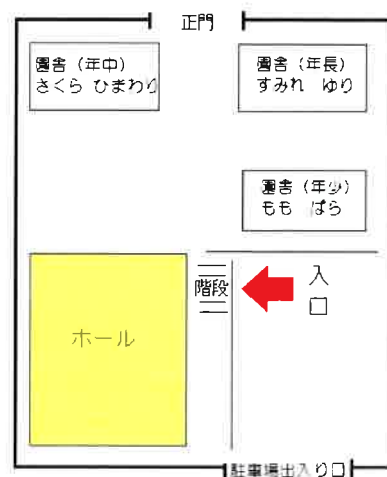 正門
園舎（年中）
さくら ひまわり
園舎（年長）
すみれ ゆり
園舎（年少）
もも ばら
階段
入口
ホール
駐車場出入り口